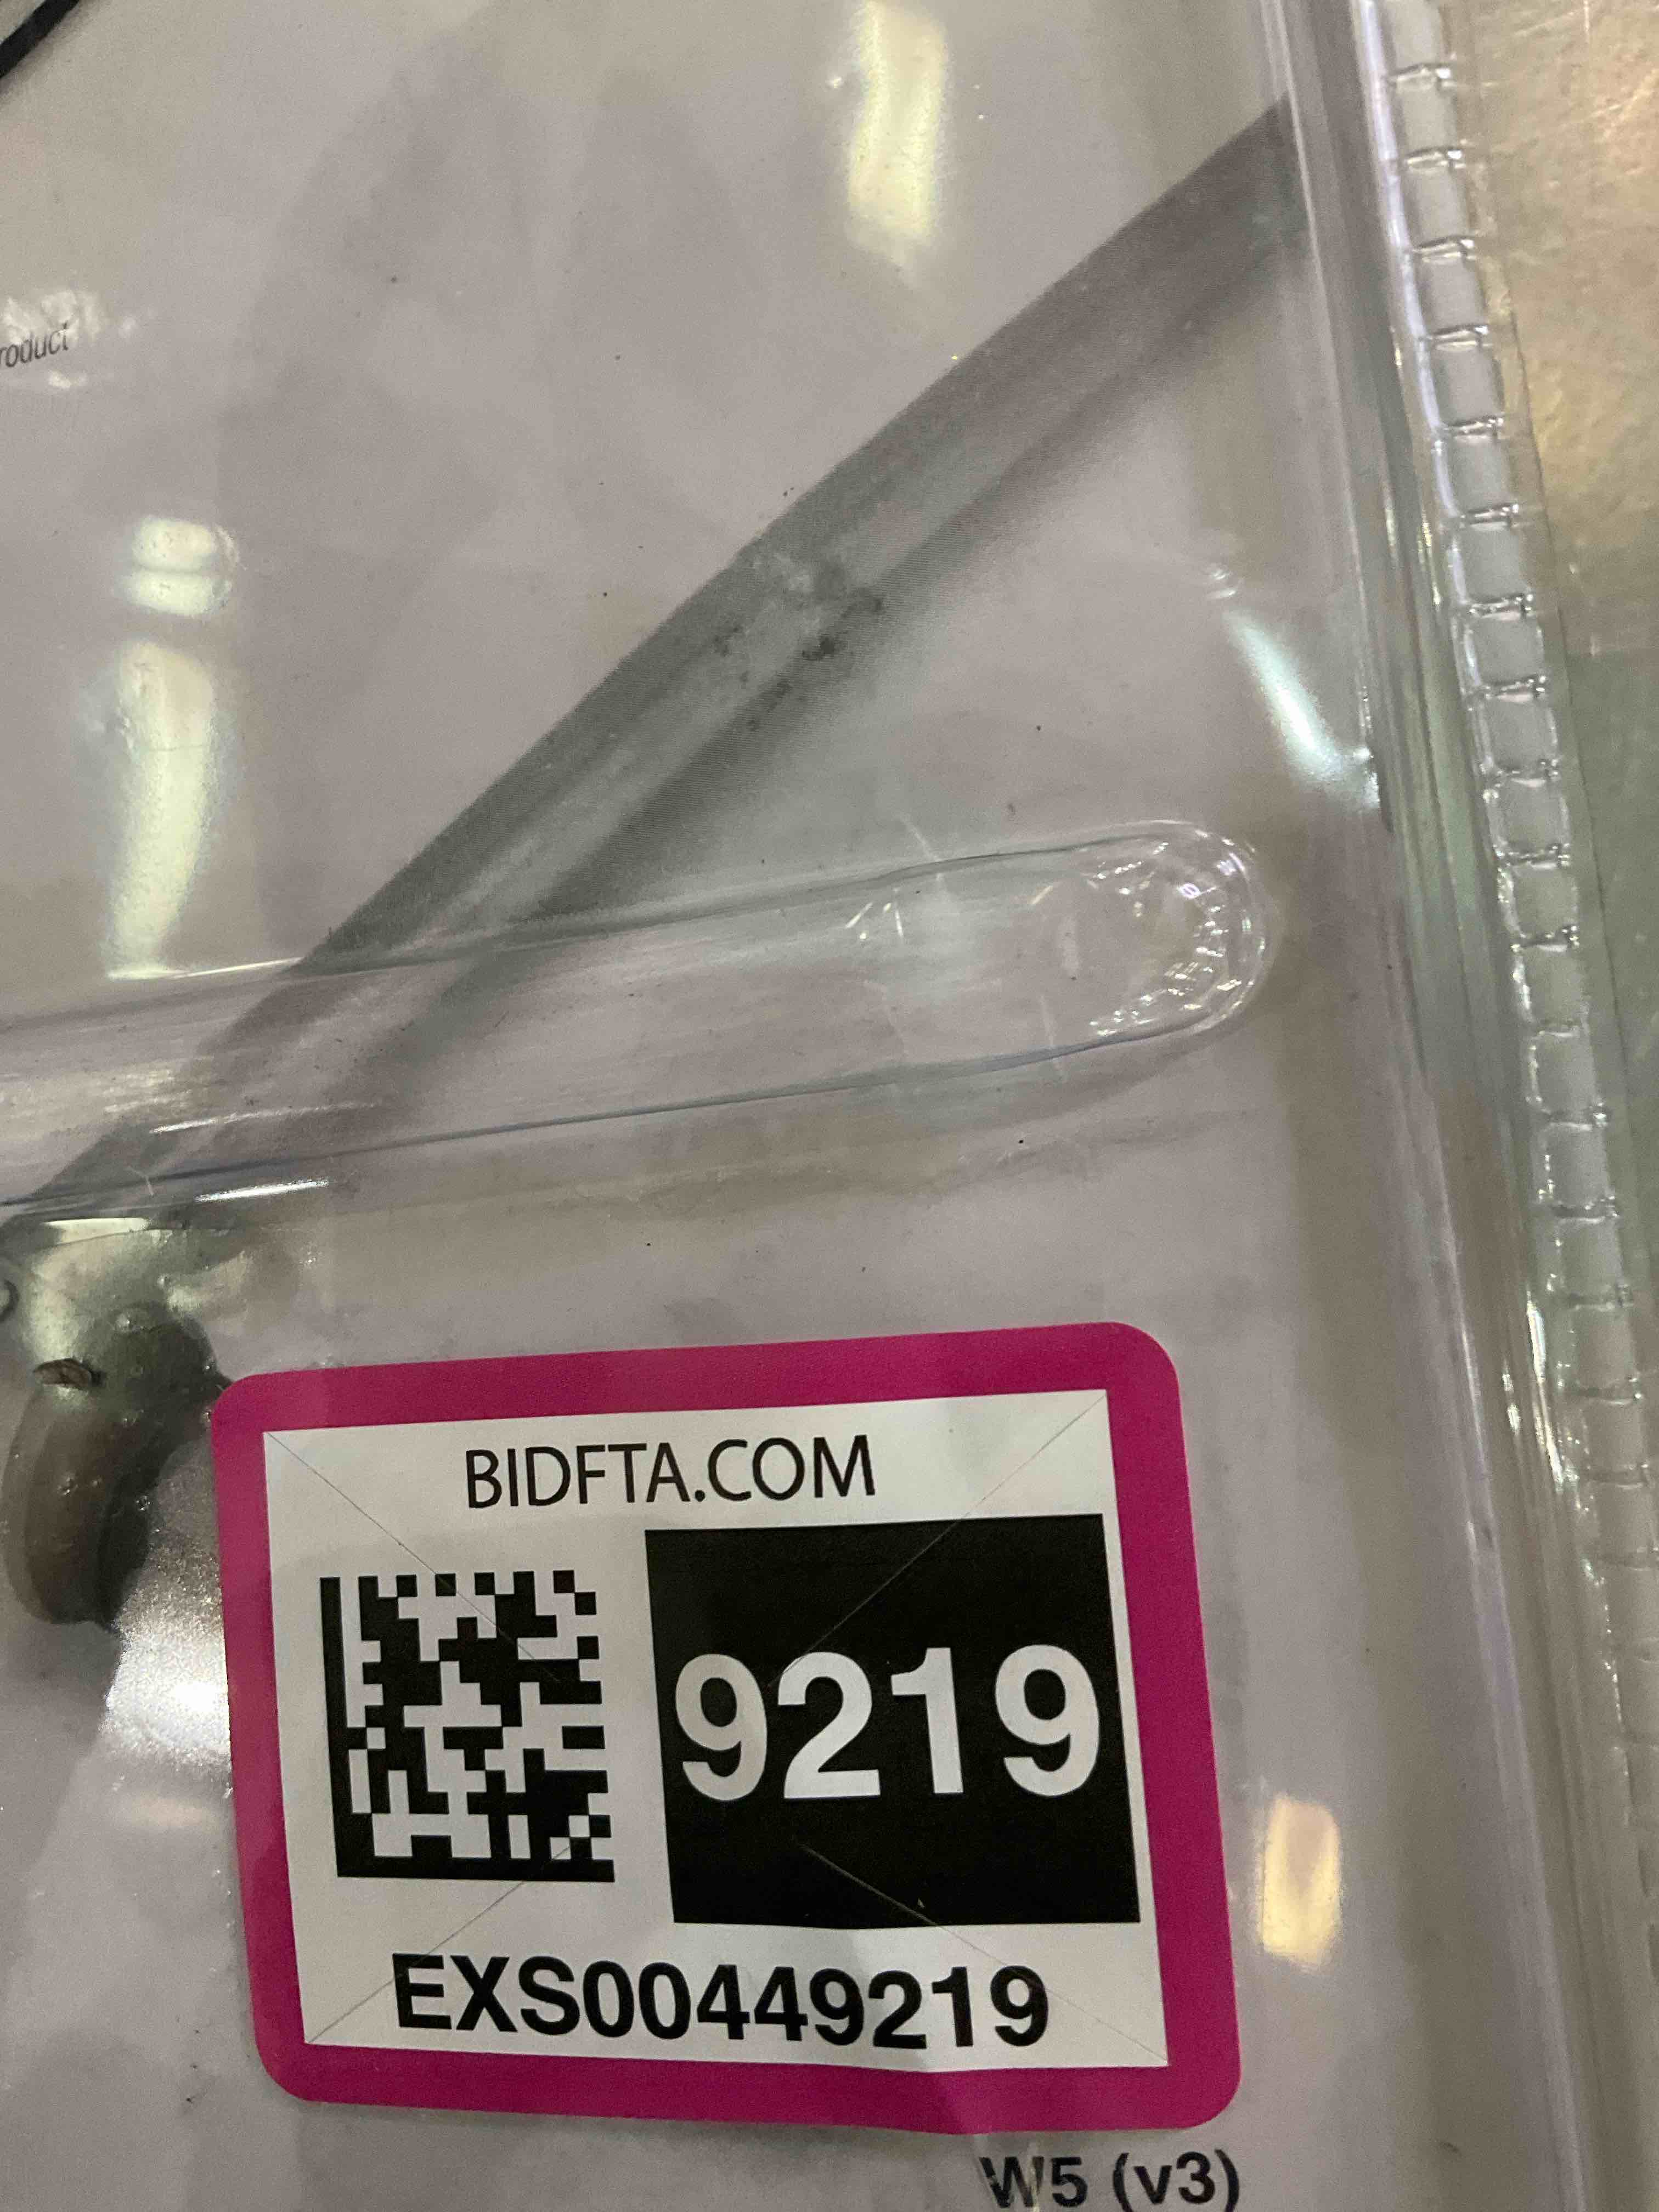 roduct
BIDFTA.COM
9219
EXS00449219
W5 (v3)